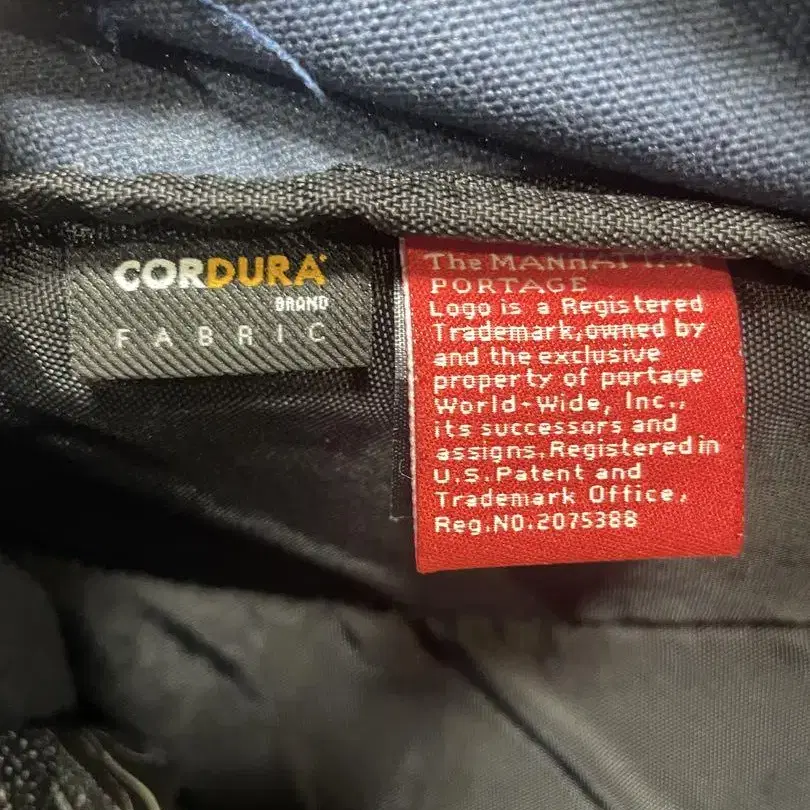 CORDURA
BRAND
FABRIC
The MANHATTAN
PORTAGE
Logo is a Registered
Trademark,owned by
and the exclusive
property of portage
World-Wide, Inc.,
its successors and
assigns.Registered in
U.S.Patent and
Trademark Office,
Reg.NO.2075388